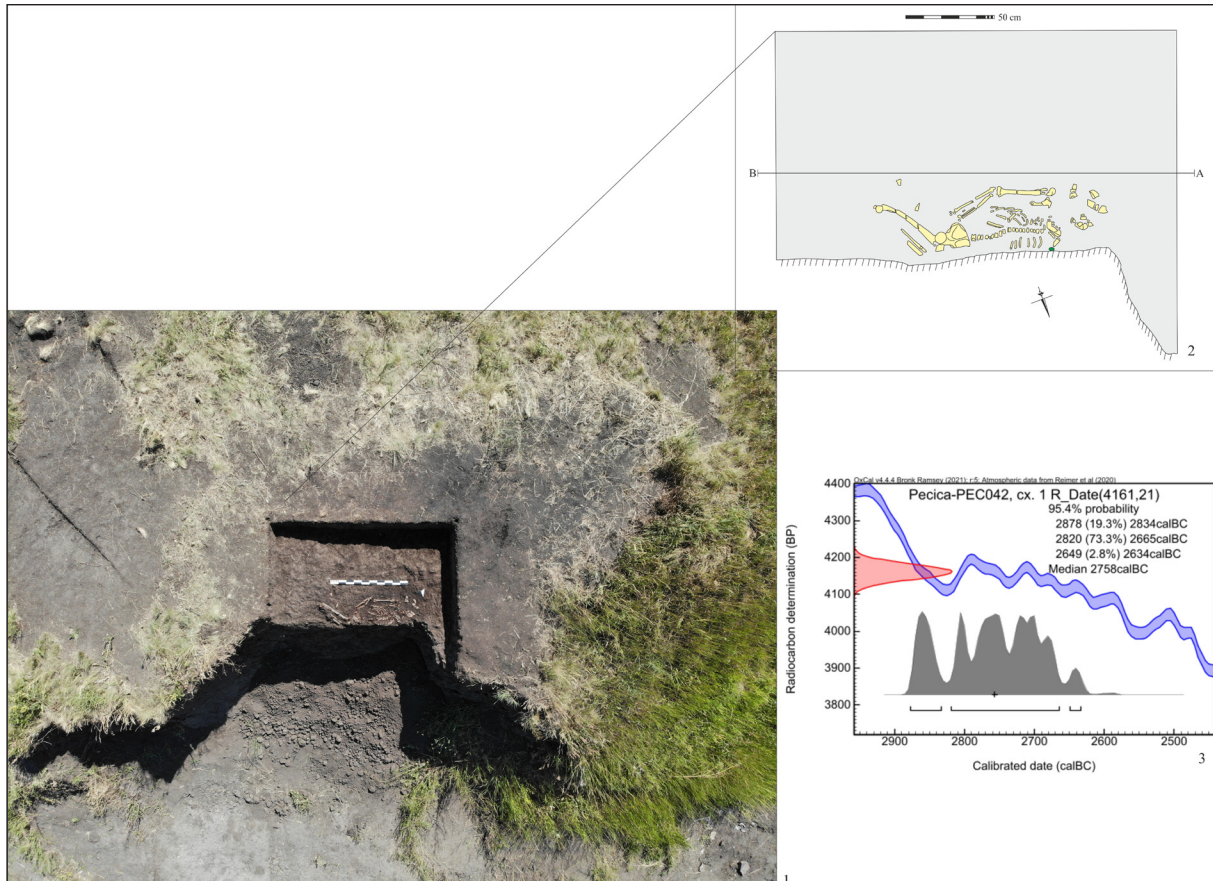 50 cm
B
A
2
OxCal v4.4.4 Bronk Ramsey (2021); r:5; Atmospheric data from Reimer et al (2020)
Pecica-PEC042, cx. 1 R_Date(4161,21)
95.4% probability
2878 (19.3%) 2834calBC
2820 (73.3%) 2665calBC
2649 (2.8%) 2634calBC
Median 2758calBC
Radiocarbon determination (BP)
4400
4300
4200
4100
4000
3900
3800
2900 2800 2700 2600 2500
Calibrated date (calBC)
3
1